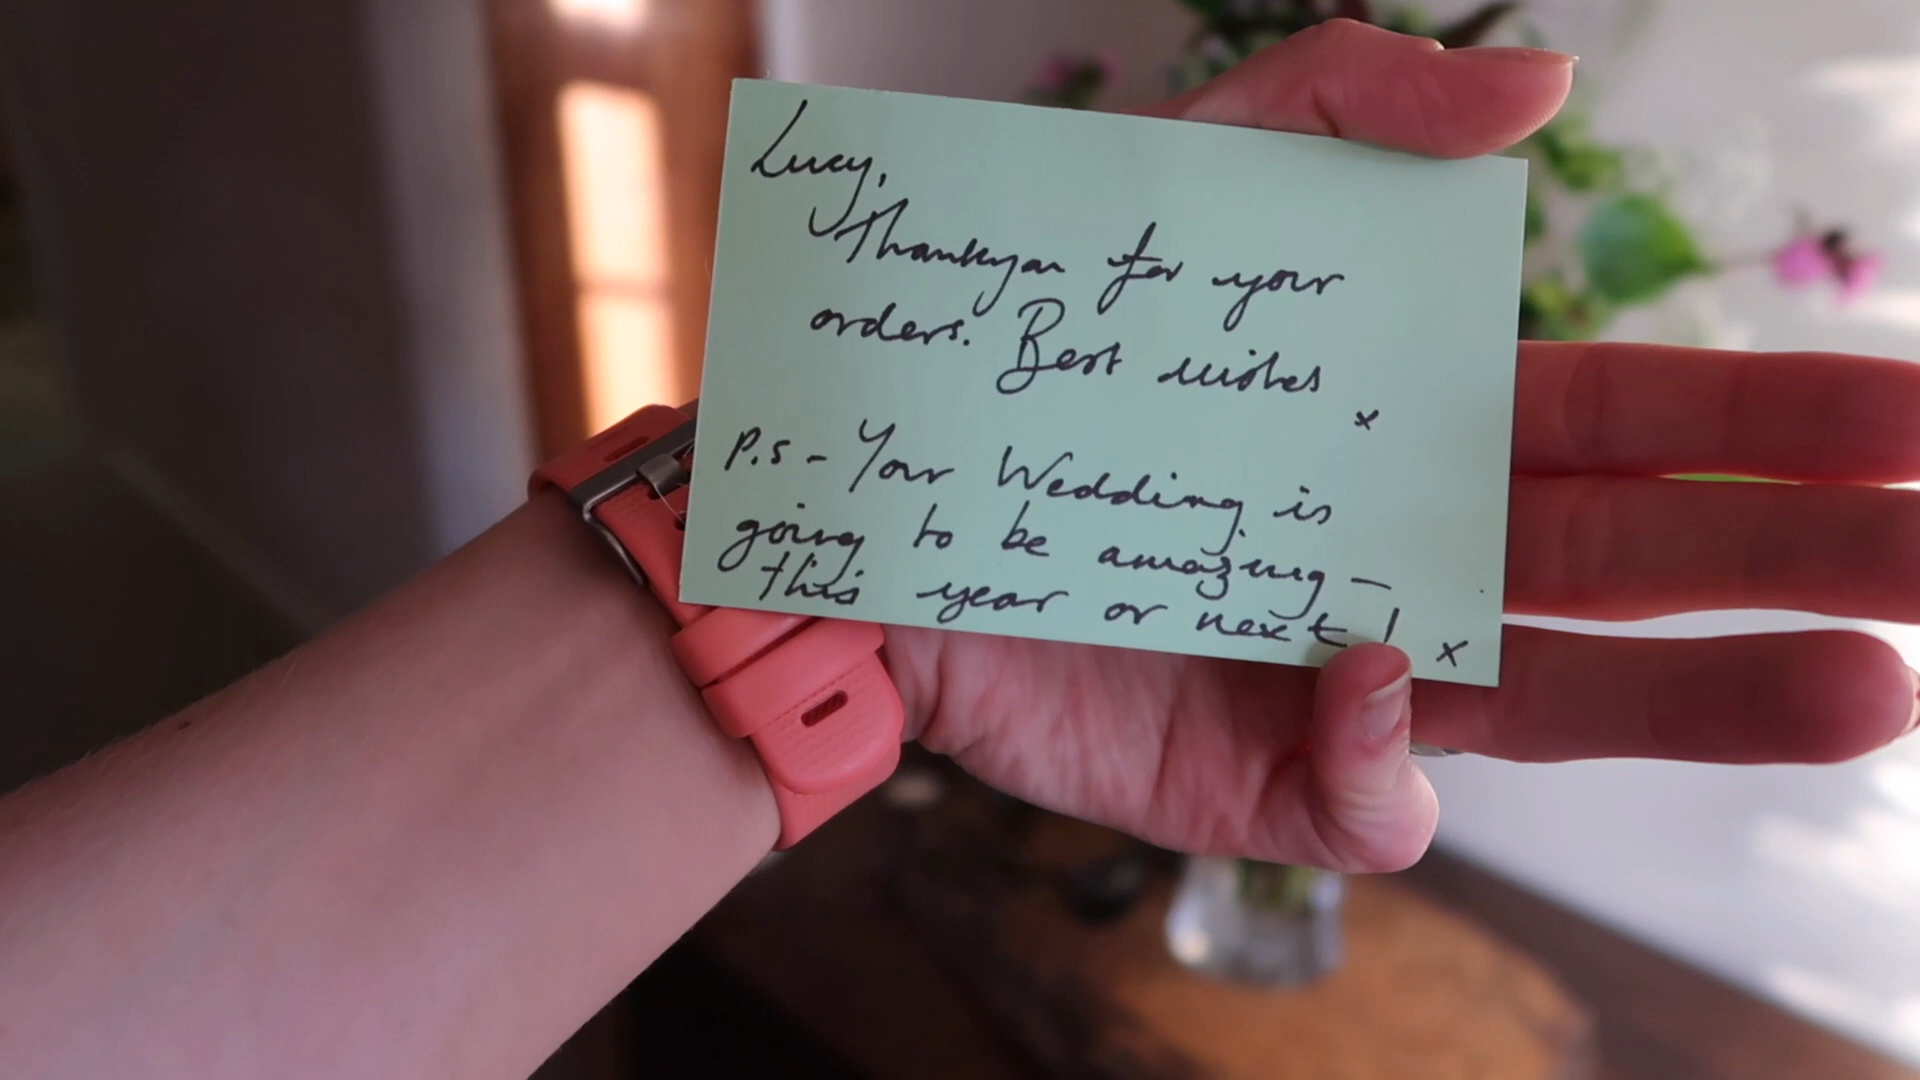 Lucy,
Thankyou for your
orders. Best wishes
x
P.S - Your Wedding is
going to be amazing -
this year or next! x